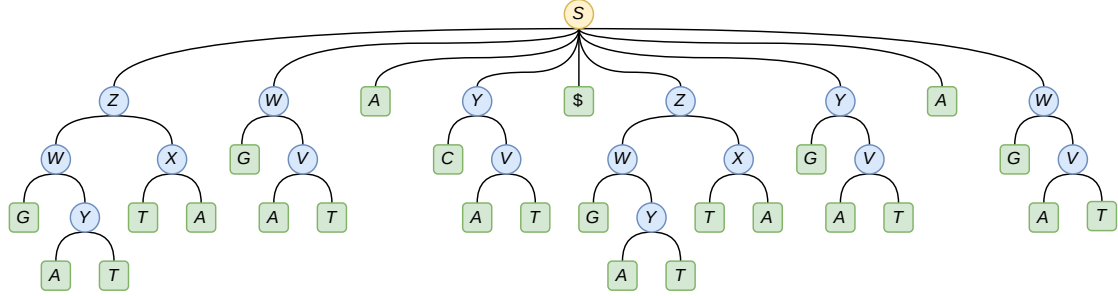 S
Z W A Y $ Z Y A W
W X G V C V W X G V G V
G Y T A A T A T G Y T A A T A T
A T A T